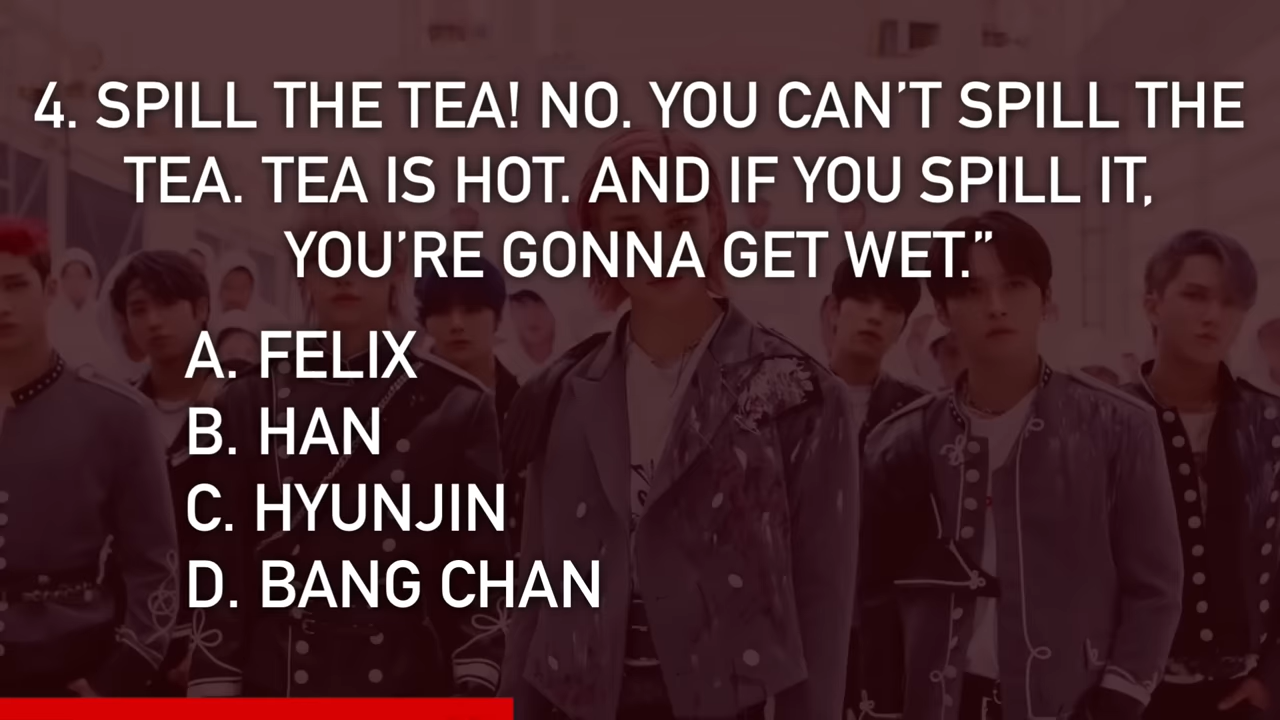 4. SPILL THE TEA! NO. YOU CAN’T SPILL THE
TEA. TEA IS HOT. AND IF YOU SPILL IT,
YOU’RE GONNA GET WET.”
A. FELIX
B. HAN
C. HYUNJIN
D. BANG CHAN